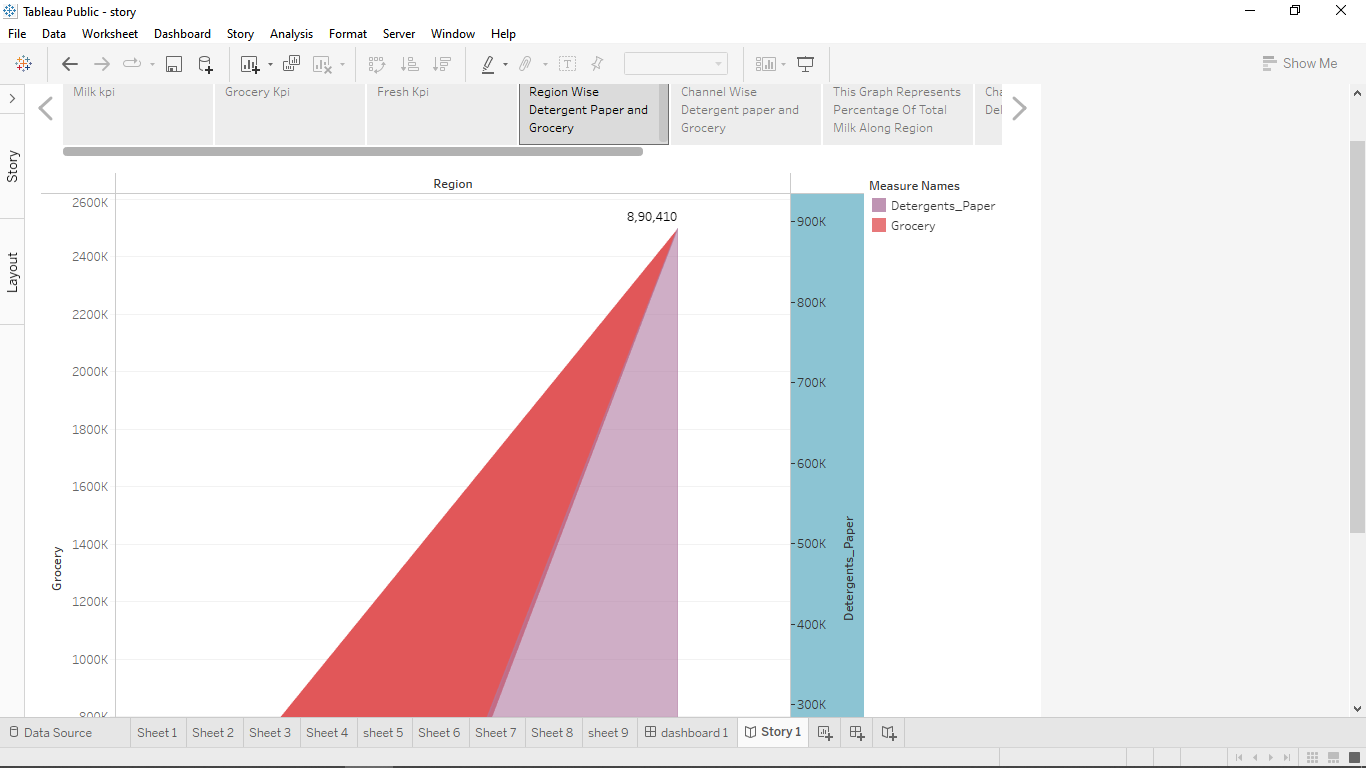 Tableau Public - story
File Data Worksheet Dashboard Story Analysis Format Server Window Help
Show Me
Story
Layout
Milk kpi
Grocery Kpi
Fresh Kpi
Region Wise
Detergent Paper and
Grocery
Channel Wise
Detergent paper and
Grocery
This Graph Represents
Percentage Of Total
Milk Along Region
Region
2600K
2400K
2200K
2000K
1800K
1600K
1400K
1200K
1000K
800K
Grocery
8,90,410
900K
800K
700K
600K
500K
400K
300K
Detergents_Paper
Measure Names
Detergents_Paper
Grocery
Data Source Sheet 1 Sheet 2 Sheet 3 Sheet 4 sheet 5 Sheet 6 Sheet 7 Sheet 8 sheet 9 dashboard 1 Story 1